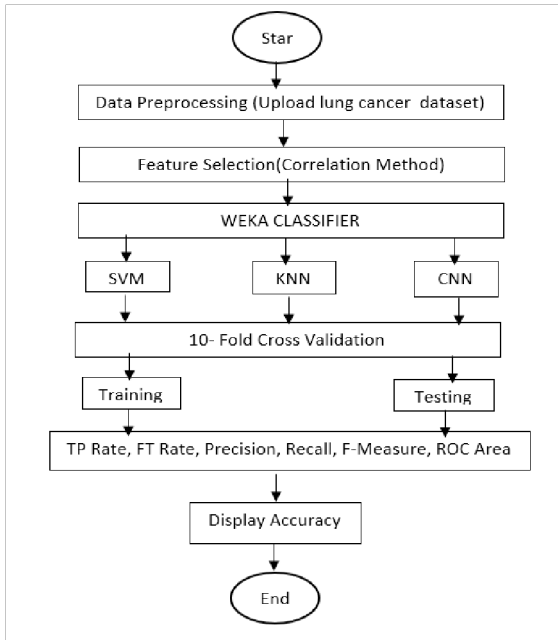 Star
Data Preprocessing (Upload lung cancer dataset)
Feature Selection(Correlation Method)
WEKA CLASSIFIER
SVM
KNN
CNN
10- Fold Cross Validation
Training
Testing
TP Rate, FT Rate, Precision, Recall, F-Measure, ROC Area
Display Accuracy
End